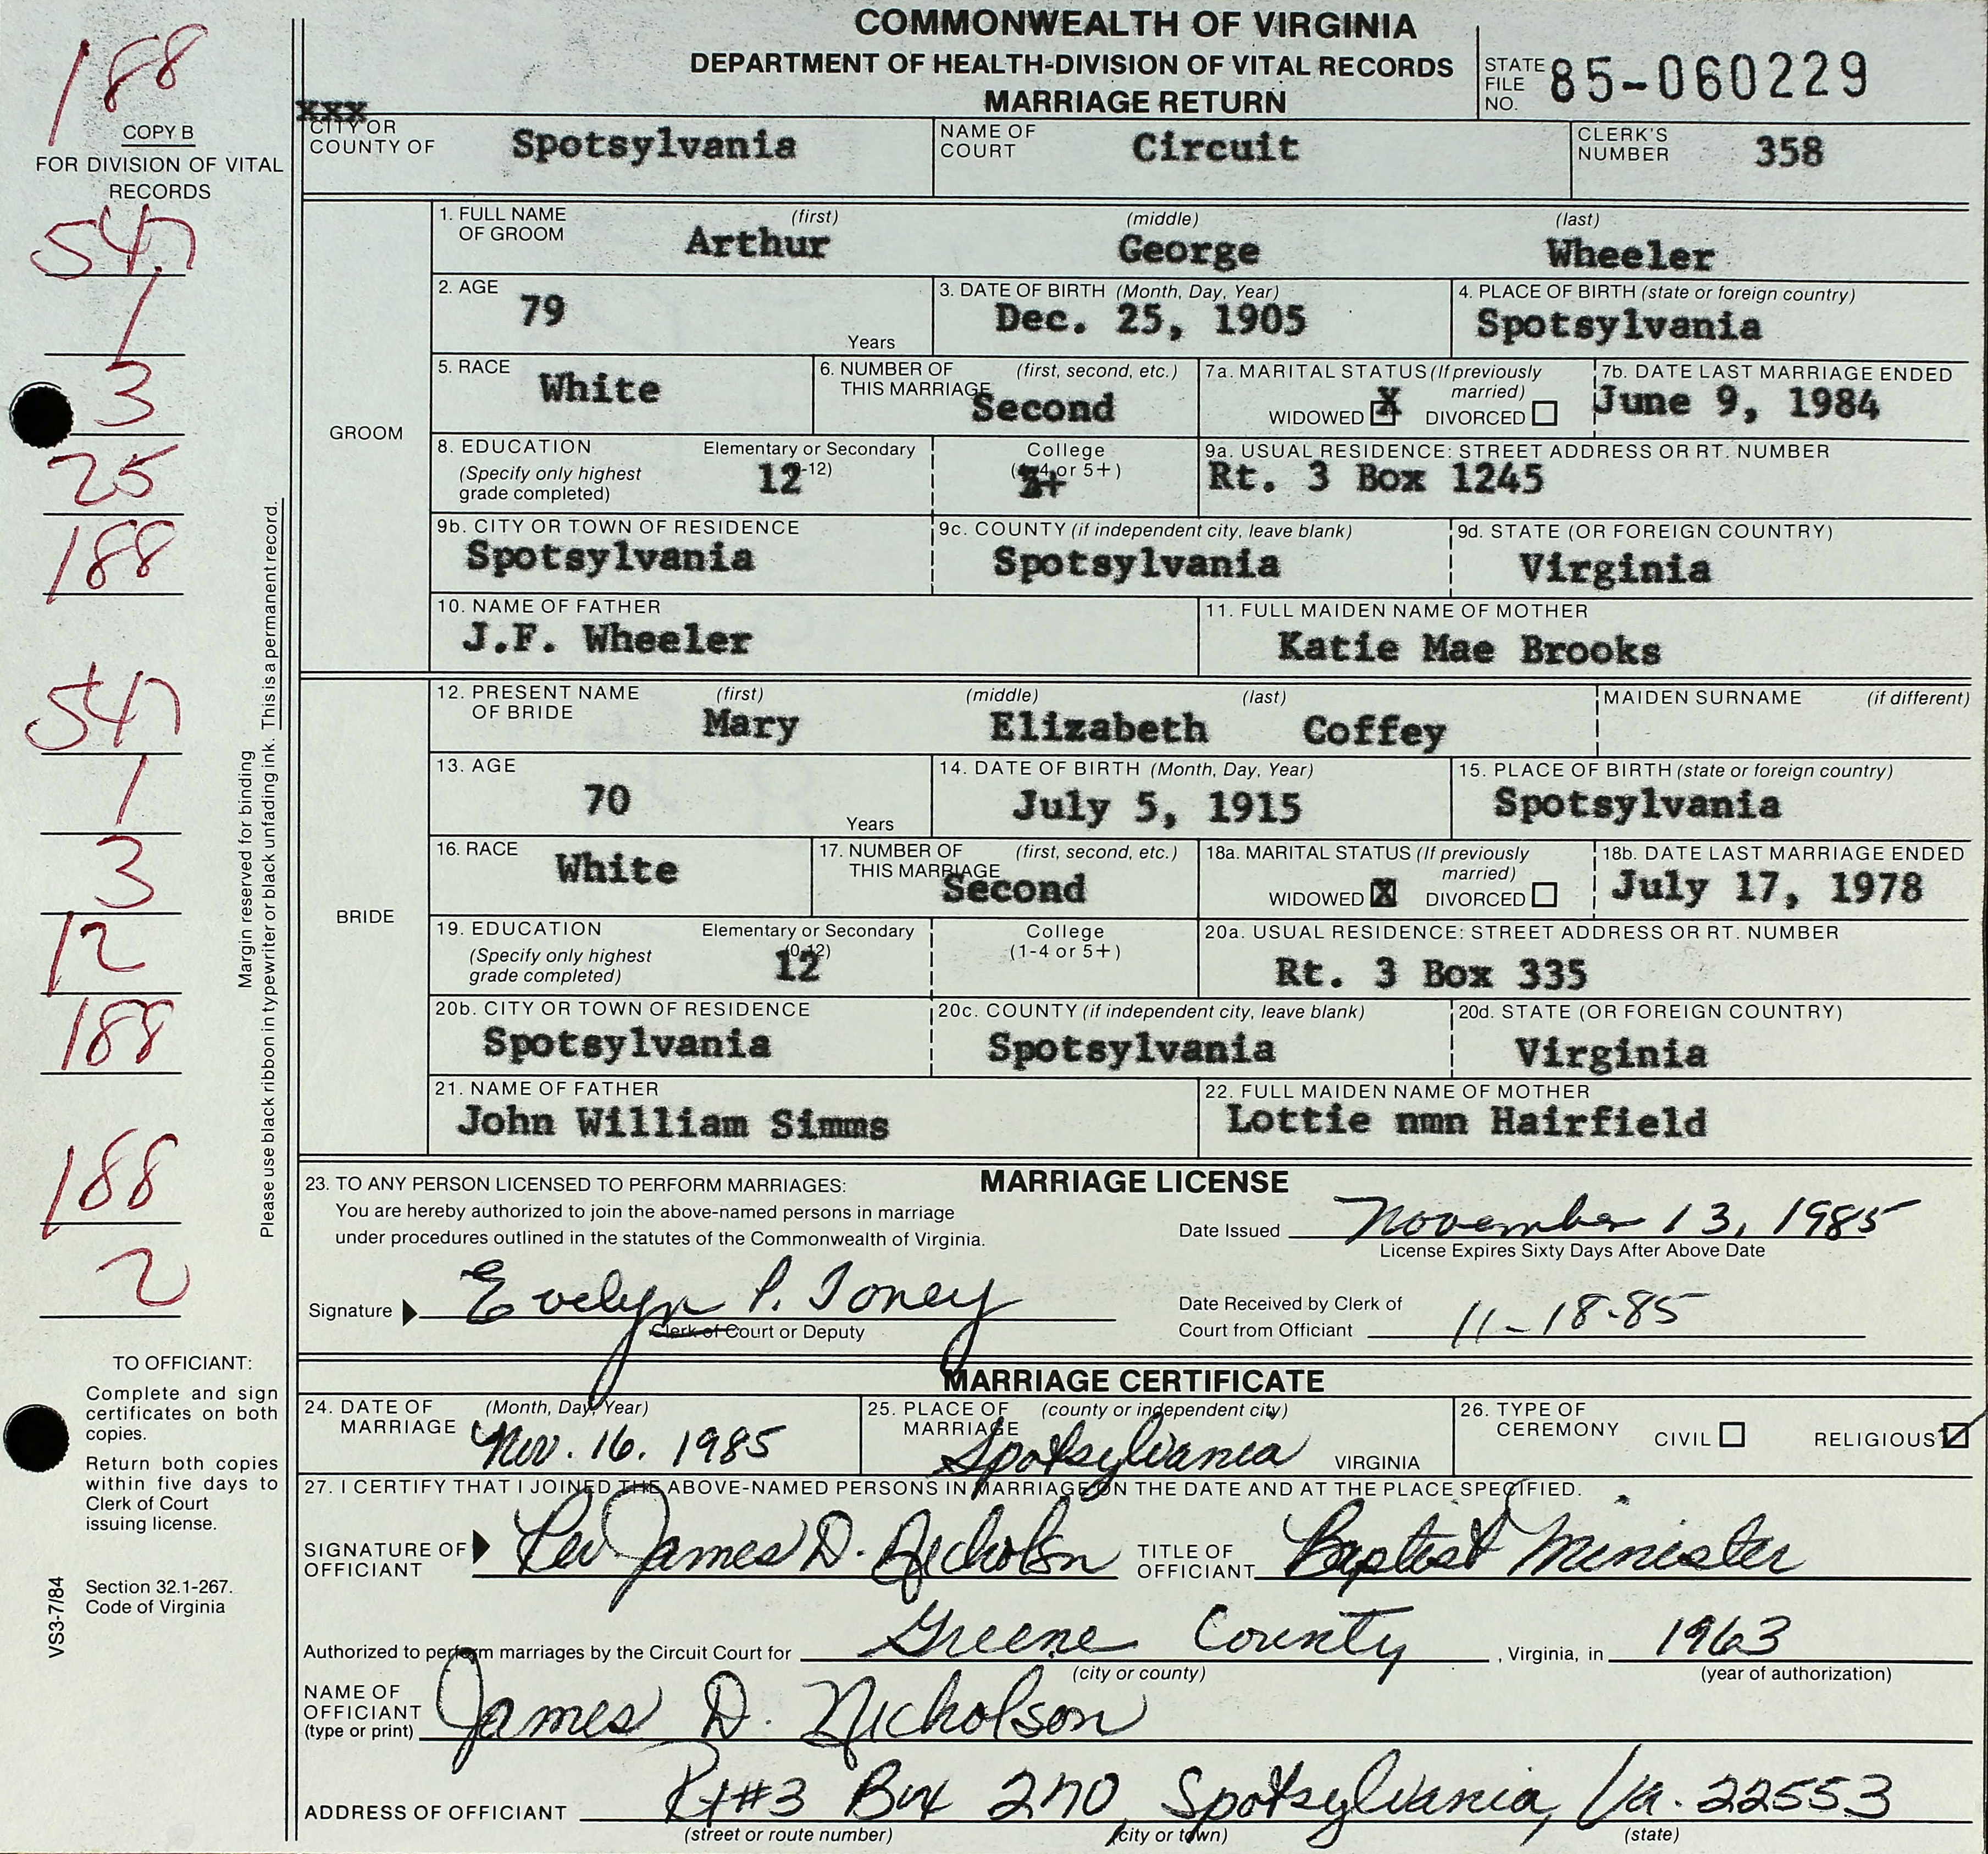 COMMONWEALTH OF VIRGINIA
DEPARTMENT OF HEALTH-DIVISION OF VITAL RECORDS
MARRIAGE RETURN
STATE FILE NO. 85-060229
188
COPY B
FOR DIVISION OF VITAL RECORDS
547
1
3
25
188
547
1
3
12
188
188
2
Margin reserved for binding
Please use black ribbon in typewriter or black unfading ink. This is a permanent record.
TO OFFICIANT:
Complete and sign
certificates on both
copies.
Return both copies
within five days to
Clerk of Court
issuing license.
Section 32.1-267.
Code of Virginia
VS3-7/84
XXX
CITY OR COUNTY OF Spotsylvania
NAME OF COURT Circuit
CLERK'S NUMBER 358
GROOM
1. FULL NAME OF GROOM (first) Arthur (middle) George (last) Wheeler
2. AGE 79 Years
3. DATE OF BIRTH (Month, Day, Year) Dec. 25, 1905
4. PLACE OF BIRTH (state or foreign country) Spotsylvania
5. RACE White
6. NUMBER OF THIS MARRIAGE (first, second, etc.) Second
7a. MARITAL STATUS (If previously married) WIDOWED X DIVORCED
7b. DATE LAST MARRIAGE ENDED June 9, 1984
8. EDUCATION (Specify only highest grade completed) Elementary or Secondary 12 -12) College ( 4 or 5+)
9a. USUAL RESIDENCE: STREET ADDRESS OR RT. NUMBER Rt. 3 Box 1245
9b. CITY OR TOWN OF RESIDENCE Spotsylvania
9c. COUNTY (if independent city, leave blank) Spotsylvania
9d. STATE (OR FOREIGN COUNTRY) Virginia
10. NAME OF FATHER J.F. Wheeler
11. FULL MAIDEN NAME OF MOTHER Katie Mae Brooks
BRIDE
12. PRESENT NAME OF BRIDE (first) Mary (middle) Elizabeth (last) Coffey
MAIDEN SURNAME (if different)
13. AGE 70 Years
14. DATE OF BIRTH (Month, Day, Year) July 5, 1915
15. PLACE OF BIRTH (state or foreign country) Spotsylvania
16. RACE White
17. NUMBER OF THIS MARRIAGE (first, second, etc.) Second
18a. MARITAL STATUS (If previously married) WIDOWED X DIVORCED
18b. DATE LAST MARRIAGE ENDED July 17, 1978
19. EDUCATION (Specify only highest grade completed) Elementary or Secondary (0-12) 12 College (1-4 or 5+)
20a. USUAL RESIDENCE: STREET ADDRESS OR RT. NUMBER Rt. 3 Box 335
20b. CITY OR TOWN OF RESIDENCE Spotsylvania
20c. COUNTY (if independent city, leave blank) Spotsylvania
20d. STATE (OR FOREIGN COUNTRY) Virginia
21. NAME OF FATHER John William Simms
22. FULL MAIDEN NAME OF MOTHER Lottie nmn Hairfield
MARRIAGE LICENSE
23. TO ANY PERSON LICENSED TO PERFORM MARRIAGES:
You are hereby authorized to join the above-named persons in marriage
under procedures outlined in the statutes of the Commonwealth of Virginia.
Date Issued November 13, 1985
License Expires Sixty Days After Above Date
Signature Evelyn P. Toney
Clerk of Court or Deputy
Date Received by Clerk of Court from Officiant 11-18-85
MARRIAGE CERTIFICATE
24. DATE OF MARRIAGE (Month, Day, Year) Nov. 16. 1985
25. PLACE OF MARRIAGE (county or independent city) Spotsylvania VIRGINIA
26. TYPE OF CEREMONY CIVIL RELIGIOUS
27. I CERTIFY THAT I JOINED THE ABOVE-NAMED PERSONS IN MARRIAGE ON THE DATE AND AT THE PLACE SPECIFIED.
SIGNATURE OF OFFICIANT Rev James D. Nicholson TITLE OF OFFICIANT Baptist Minister
Authorized to perform marriages by the Circuit Court for Greene County, Virginia, in 1963
(city or county) (year of authorization)
NAME OF OFFICIANT (type or print) James D. Nicholson
ADDRESS OF OFFICIANT Rt#3 Box 270 Spotsylvania, Va. 22553
(street or route number) (city or town) (state)